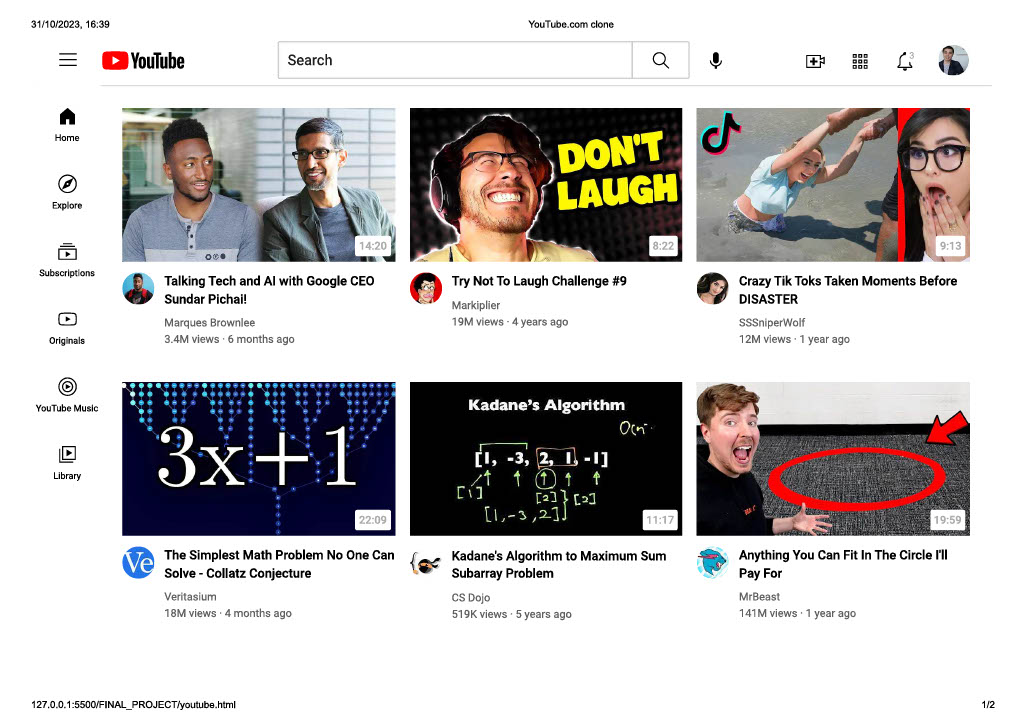 31/10/2023, 16:39
YouTube.com clone
YouTube
Search
3
Home
Explore
Subscriptions
Originals
YouTube Music
Library
14:20
Talking Tech and AI with Google CEO
Sundar Pichai!
Marques Brownlee
3.4M views · 6 months ago
DON'T
LAUGH
8:22
Try Not To Laugh Challenge #9
Markiplier
19M views · 4 years ago
9:13
Crazy Tik Toks Taken Moments Before
DISASTER
SSSniperWolf
12M views · 1 year ago
3x+1
22:09
Ve
The Simplest Math Problem No One Can
Solve - Collatz Conjecture
Veritasium
18M views · 4 months ago
Kadane's Algorithm
[1, -3, 2, 1, -1]
[1]
[2]
[2]
[1, -3, 2]
11:17
Kadane's Algorithm to Maximum Sum
Subarray Problem
CS Dojo
519K views · 5 years ago
19:59
Anything You Can Fit In The Circle I'll
Pay For
MrBeast
141M views · 1 year ago
127.0.0.1:5500/FINAL_PROJECT/youtube.html
1/2